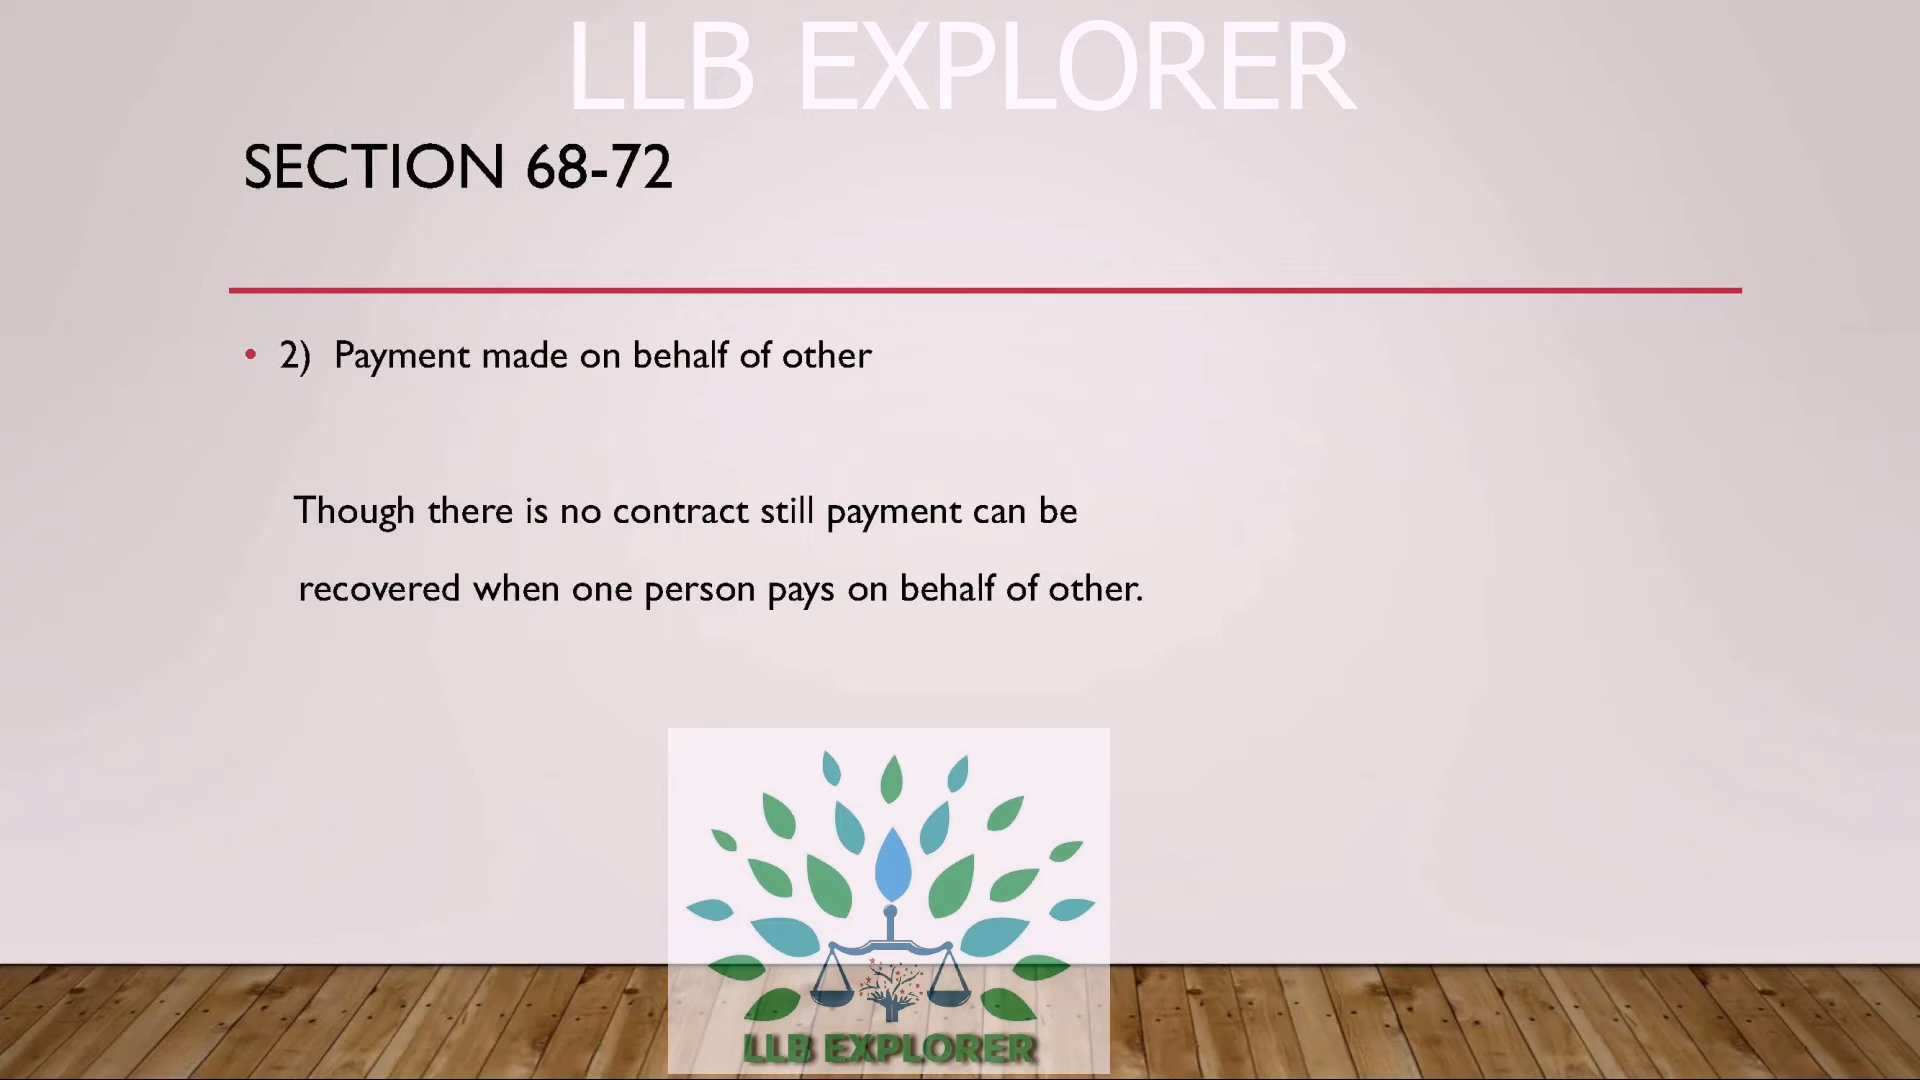 LLB EXPLORER
SECTION 68-72
• 2) Payment made on behalf of other
Though there is no contract still payment can be
recovered when one person pays on behalf of other.
LLB EXPLORER